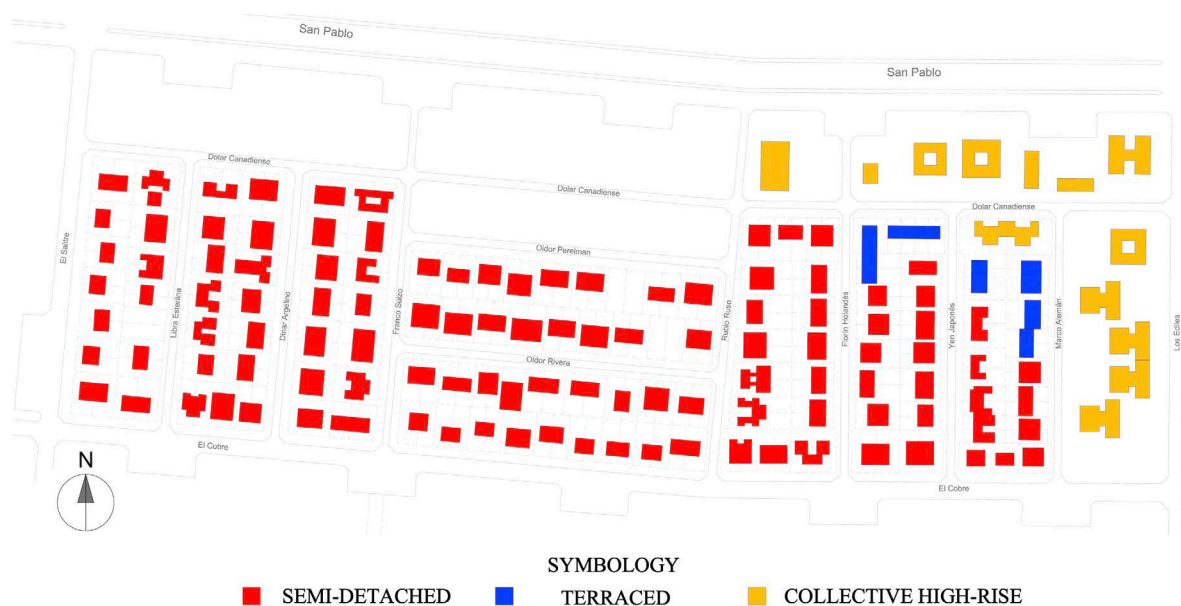 San Pablo
San Pablo
Dolar Canadiense
Dolar Canadiense
Dolar Canadiense
El Salitre
Libra Esterlina
Dinar Argelino
Franco Suizo
Oidor Perelman
Rublo Ruso
Florín Holandés
Yen Japonés
Marco Alemán
Los Ediles
Oidor Rivera
El Cobre
El Cobre
N
SYMBOLOGY
SEMI-DETACHED TERRACED COLLECTIVE HIGH-RISE